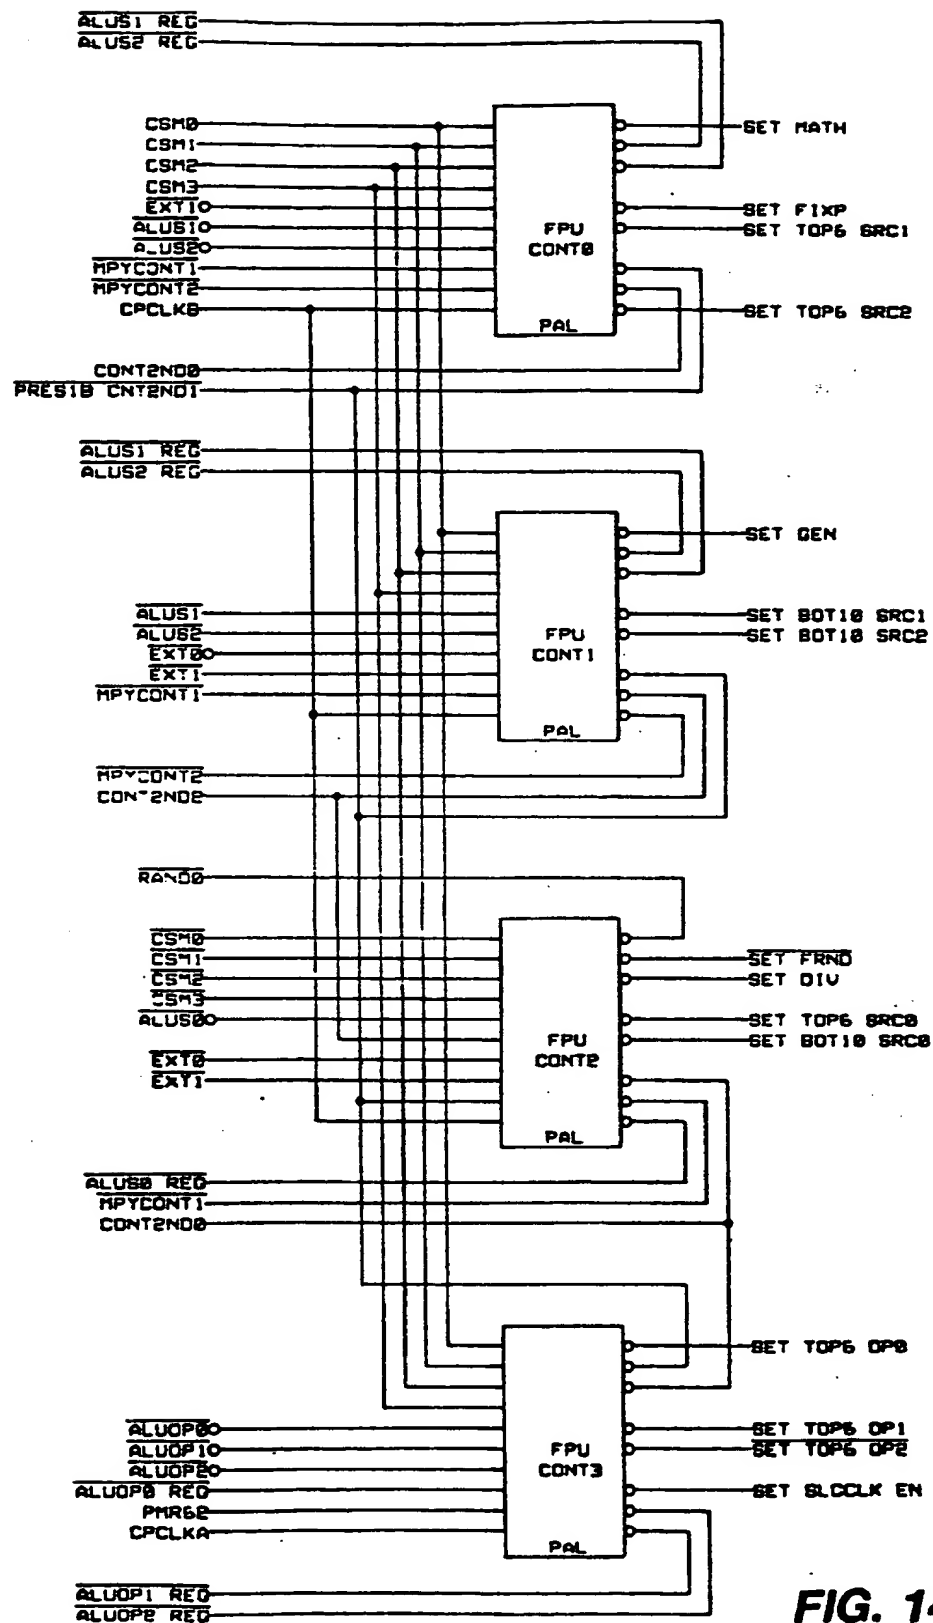 ALUS1 REG
ALUS2 REG
CSM0
CSM1
CSM2
CSM3
EXT1
ALUS1
ALUS2
MPYCONT1
MPYCONT2
CPCLKB
CONT2ND0
PRES1B CNT2ND1
FPU
CONT0
PAL
SET MATH
SET FIXP
SET TOP6 SRC1
SET TOP6 SRC2
ALUS1 REG
ALUS2 REG
ALUS1
ALUS2
EXT0
EXT1
MPYCONT1
MPYCONT2
CONT2ND2
FPU
CONT1
PAL
SET GEN
SET BOT10 SRC1
SET BOT10 SRC2
RAND0
CSM0
CSM1
CSM2
CSM3
ALUS0
EXT0
EXT1
ALUS0 REG
MPYCONT1
CONT2ND0
FPU
CONT2
PAL
SET FRND
SET DIV
SET TOP6 SRC0
SET BOT10 SRC0
ALUOP0
ALUOP1
ALUOP2
ALUOP0 REG
PMR62
CPCLKA
ALUOP1 REG
ALUOP2 REG
FPU
CONT3
PAL
SET TOP6 OP0
SET TOP6 OP1
SET TOP6 OP2
SET SLCCLK EN
FIG.